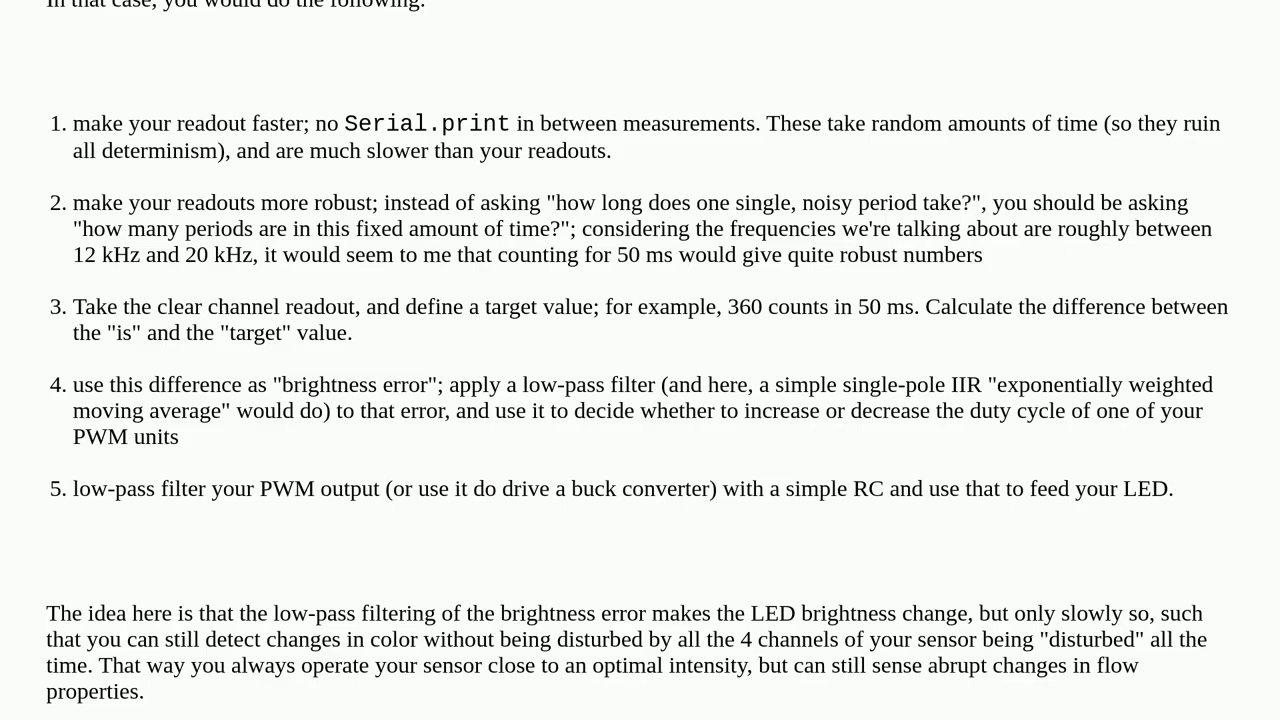 In that case, you would do the following:
1. make your readout faster; no Serial.print in between measurements. These take random amounts of time (so they ruin
all determinism), and are much slower than your readouts.
2. make your readouts more robust; instead of asking "how long does one single, noisy period take?", you should be asking
"how many periods are in this fixed amount of time?"; considering the frequencies we're talking about are roughly between
12 kHz and 20 kHz, it would seem to me that counting for 50 ms would give quite robust numbers
3. Take the clear channel readout, and define a target value; for example, 360 counts in 50 ms. Calculate the difference between
the "is" and the "target" value.
4. use this difference as "brightness error"; apply a low-pass filter (and here, a simple single-pole IIR "exponentially weighted
moving average" would do) to that error, and use it to decide whether to increase or decrease the duty cycle of one of your
PWM units
5. low-pass filter your PWM output (or use it do drive a buck converter) with a simple RC and use that to feed your LED.
The idea here is that the low-pass filtering of the brightness error makes the LED brightness change, but only slowly so, such
that you can still detect changes in color without being disturbed by all the 4 channels of your sensor being "disturbed" all the
time. That way you always operate your sensor close to an optimal intensity, but can still sense abrupt changes in flow
properties.